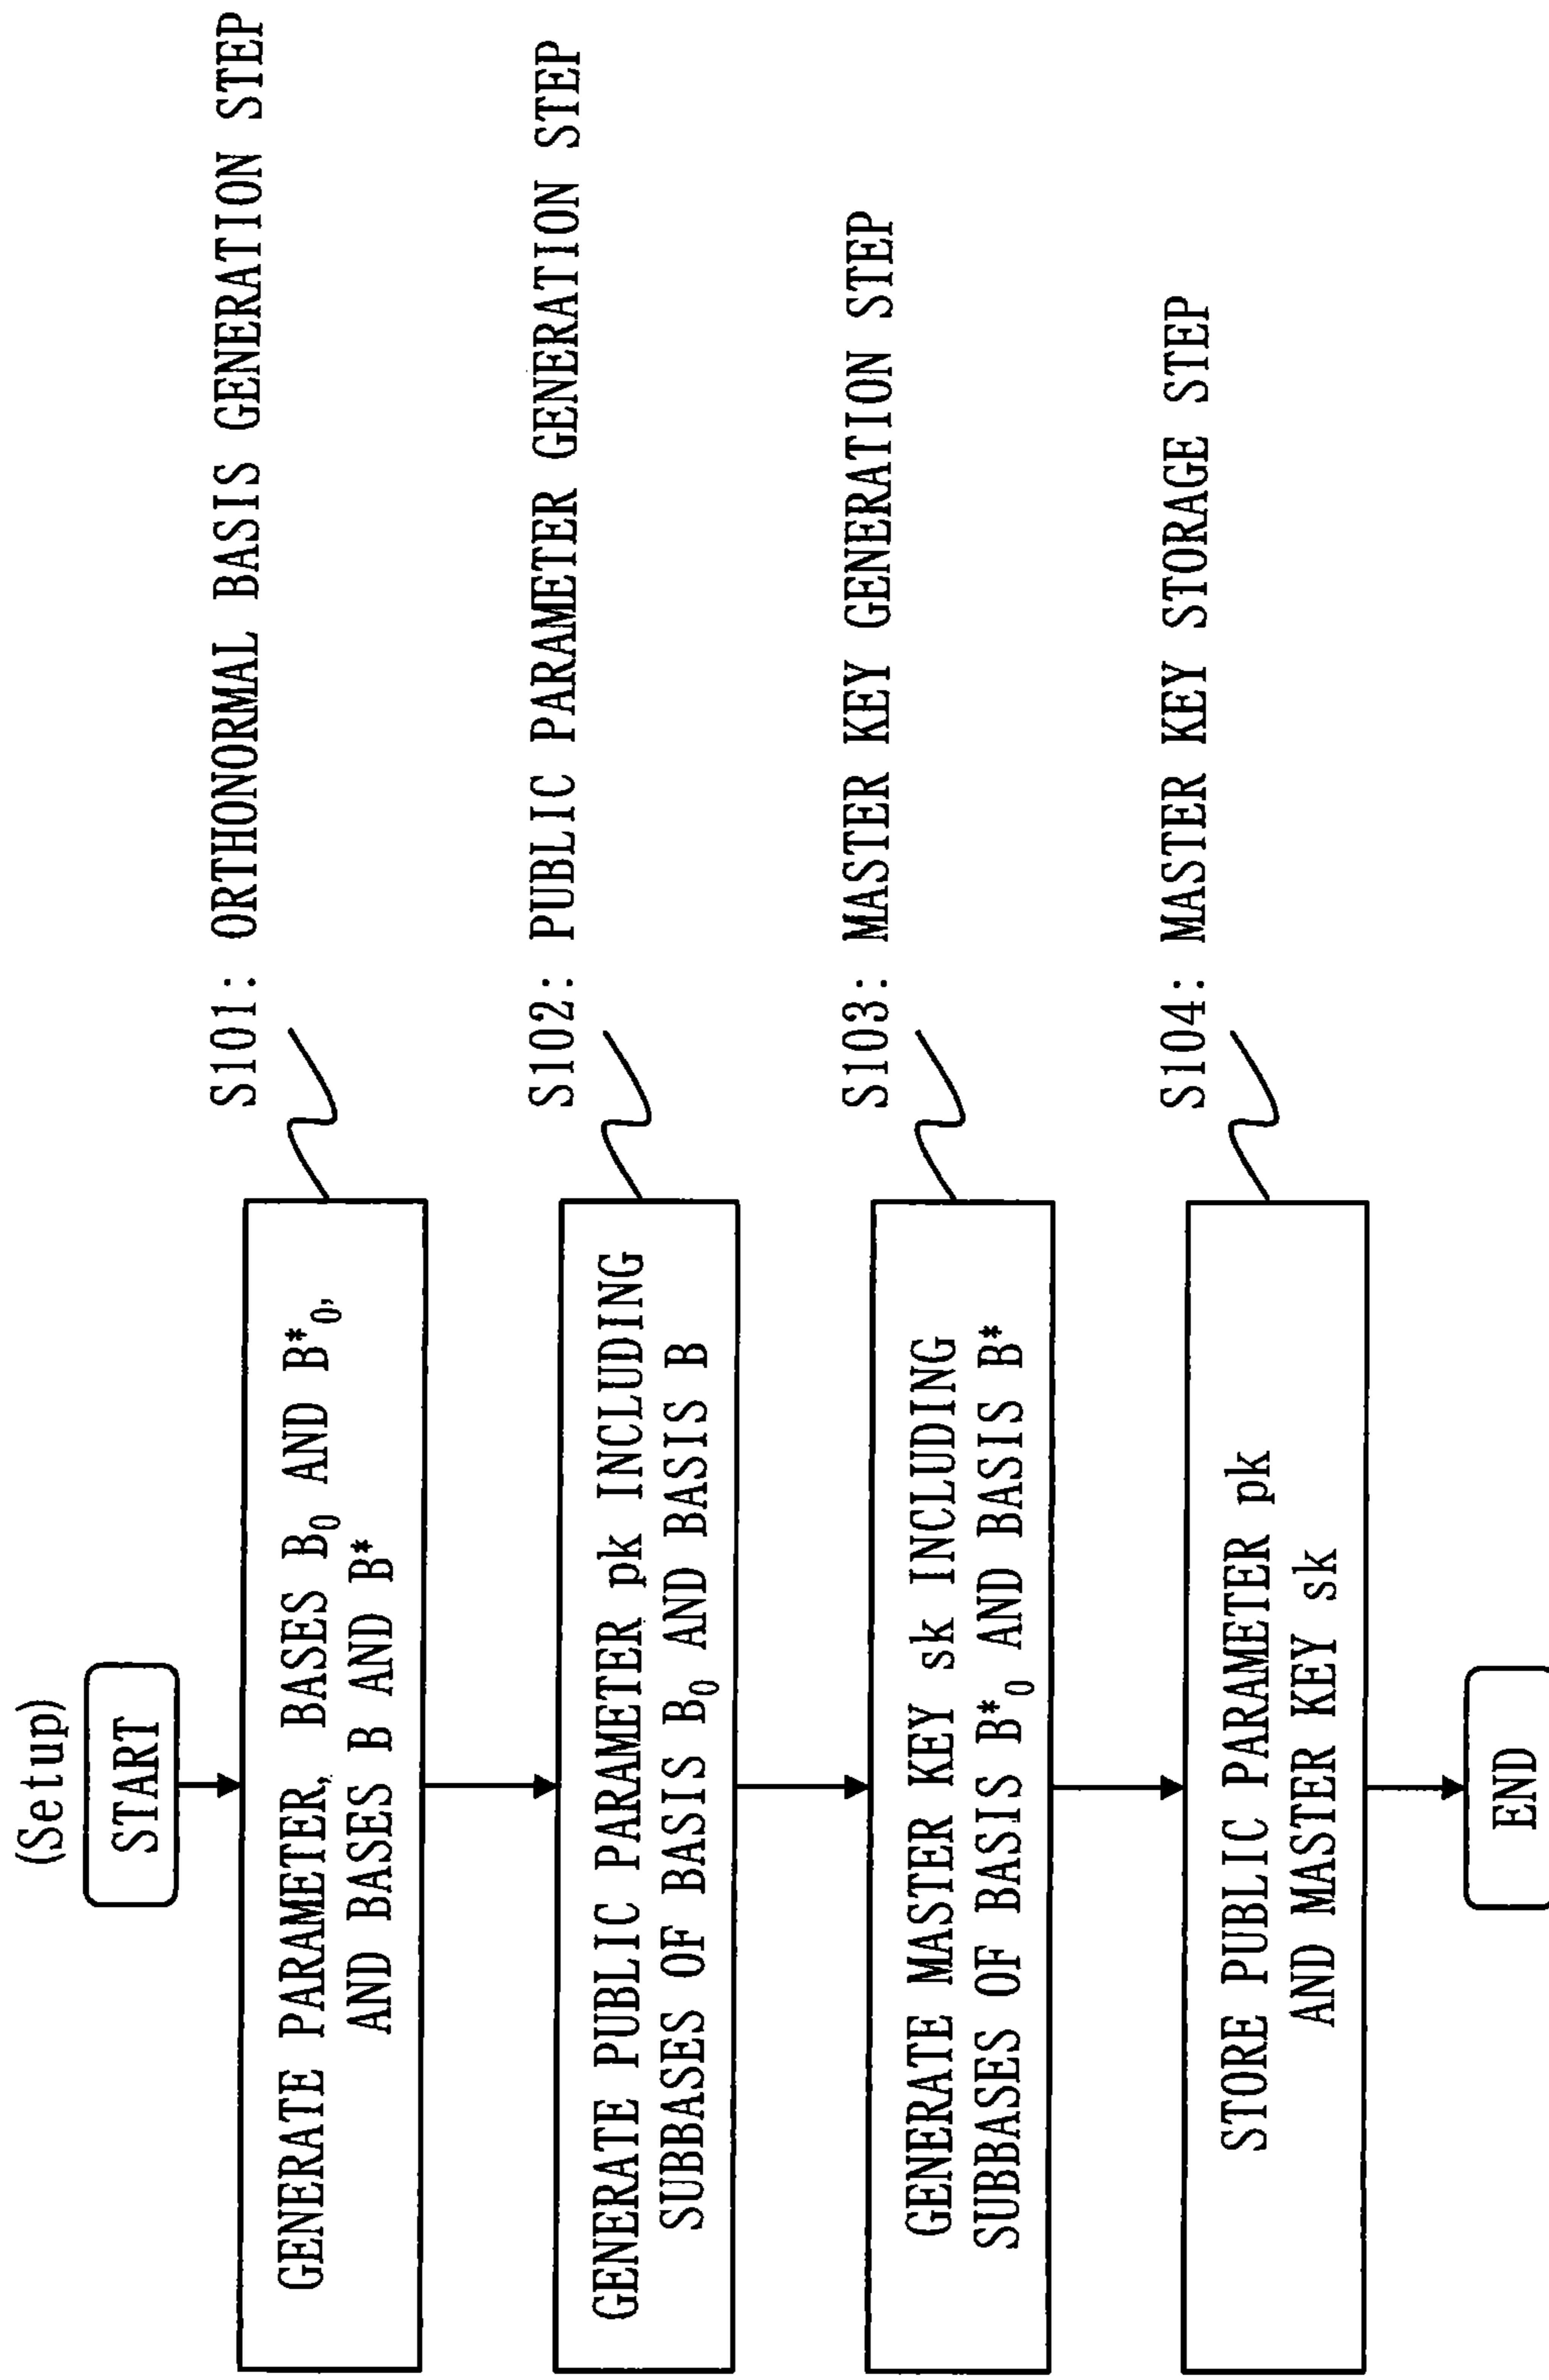 (Setup)
START
GENERATE PARAMETER, BASES B₀ AND B*₀,
AND BASES B AND B*
S101: ORTHONORMAL BASIS GENERATION STEP
GENERATE PUBLIC PARAMETER pk INCLUDING
SUBBASES OF BASIS B₀ AND BASIS B
S102: PUBLIC PARAMETER GENERATION STEP
GENERATE MASTER KEY sk INCLUDING
SUBBASES OF BASIS B*₀ AND BASIS B*
S103: MASTER KEY GENERATION STEP
STORE PUBLIC PARAMETER pk
AND MASTER KEY sk
S104: MASTER KEY STORAGE STEP
END